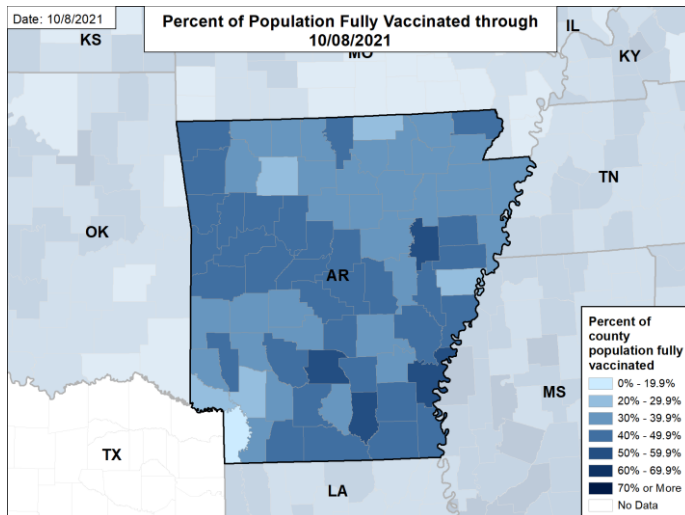 Date: 10/8/2021
Percent of Population Fully Vaccinated through
10/08/2021
IL
KS
MO
KY
TN
OK
AR
MS
TX
LA
Percent of
county
population fully
vaccinated
0% - 19.9%
20% - 29.9%
30% - 39.9%
40% - 49.9%
50% - 59.9%
60% - 69.9%
70% or More
No Data